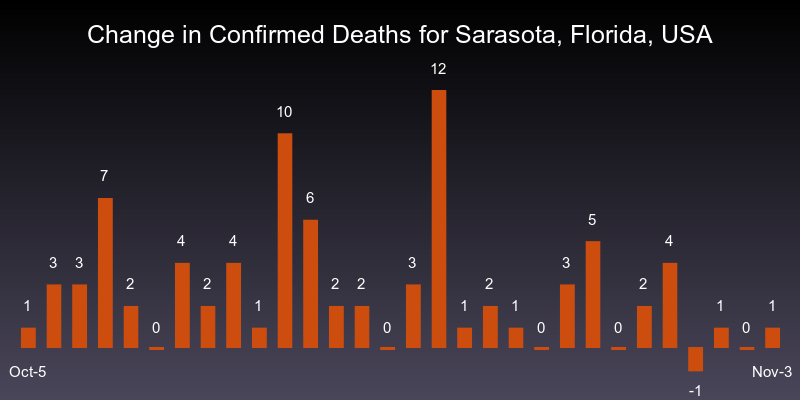 Change in Confirmed Deaths for Sarasota, Florida, USA
1 3 3 7 2 0 4 2 4 1 10 6 2 2 0 3 12 1 2 1 0 3 5 0 2 4 -1 1 0 1
Oct-5 Nov-3